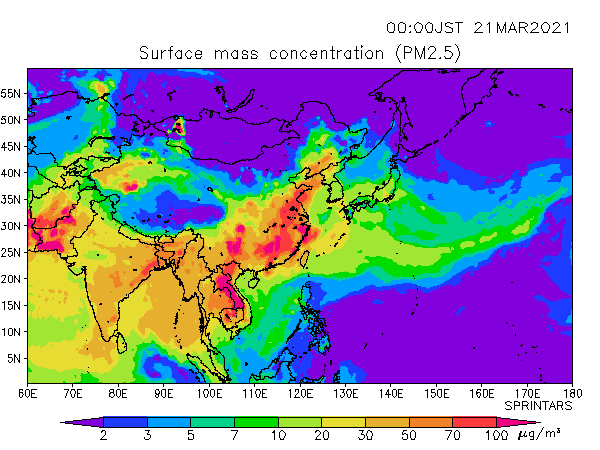 00:00JST 21MAR2021
Surface mass concentration (PM2.5)
55N
50N
45N
40N
35N
30N
25N
20N
15N
10N
5N
60E 70E 80E 90E 100E 110E 120E 130E 140E 150E 160E 170E 180
SPRINTARS
2 3 5 7 10 20 30 50 70 100 μg/m³